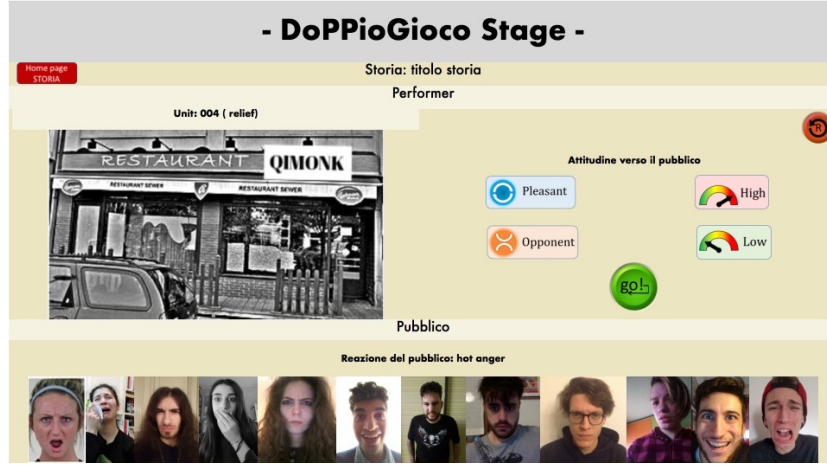 - DoPPioGioco Stage -
Home page
STORIA
Storia: titolo storia
Performer
Unit: 004 ( relief)
RESTAURANT QIMONK
RESTAURANT SEWER RESTAURANT SEWER
R
Attitudine verso il pubblico
Pleasant High
Opponent Low
go!
Pubblico
Reazione del pubblico: hot anger